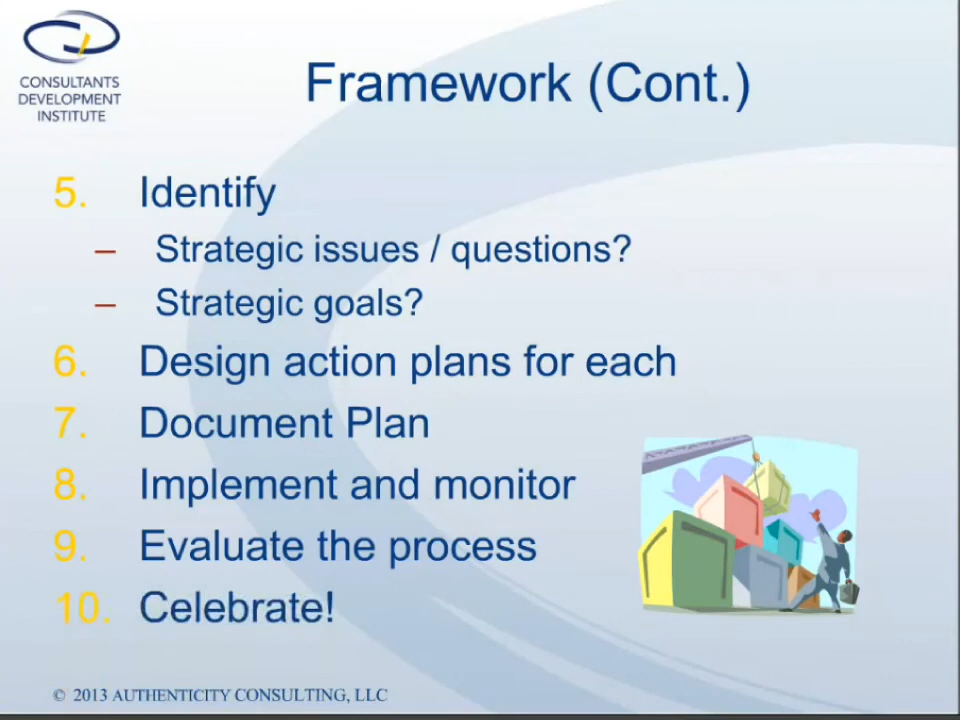 CONSULTANTS
DEVELOPMENT
INSTITUTE
Framework (Cont.)
5. Identify
– Strategic issues / questions?
– Strategic goals?
6. Design action plans for each
7. Document Plan
8. Implement and monitor
9. Evaluate the process
10. Celebrate!
© 2013 AUTHENTICITY CONSULTING, LLC